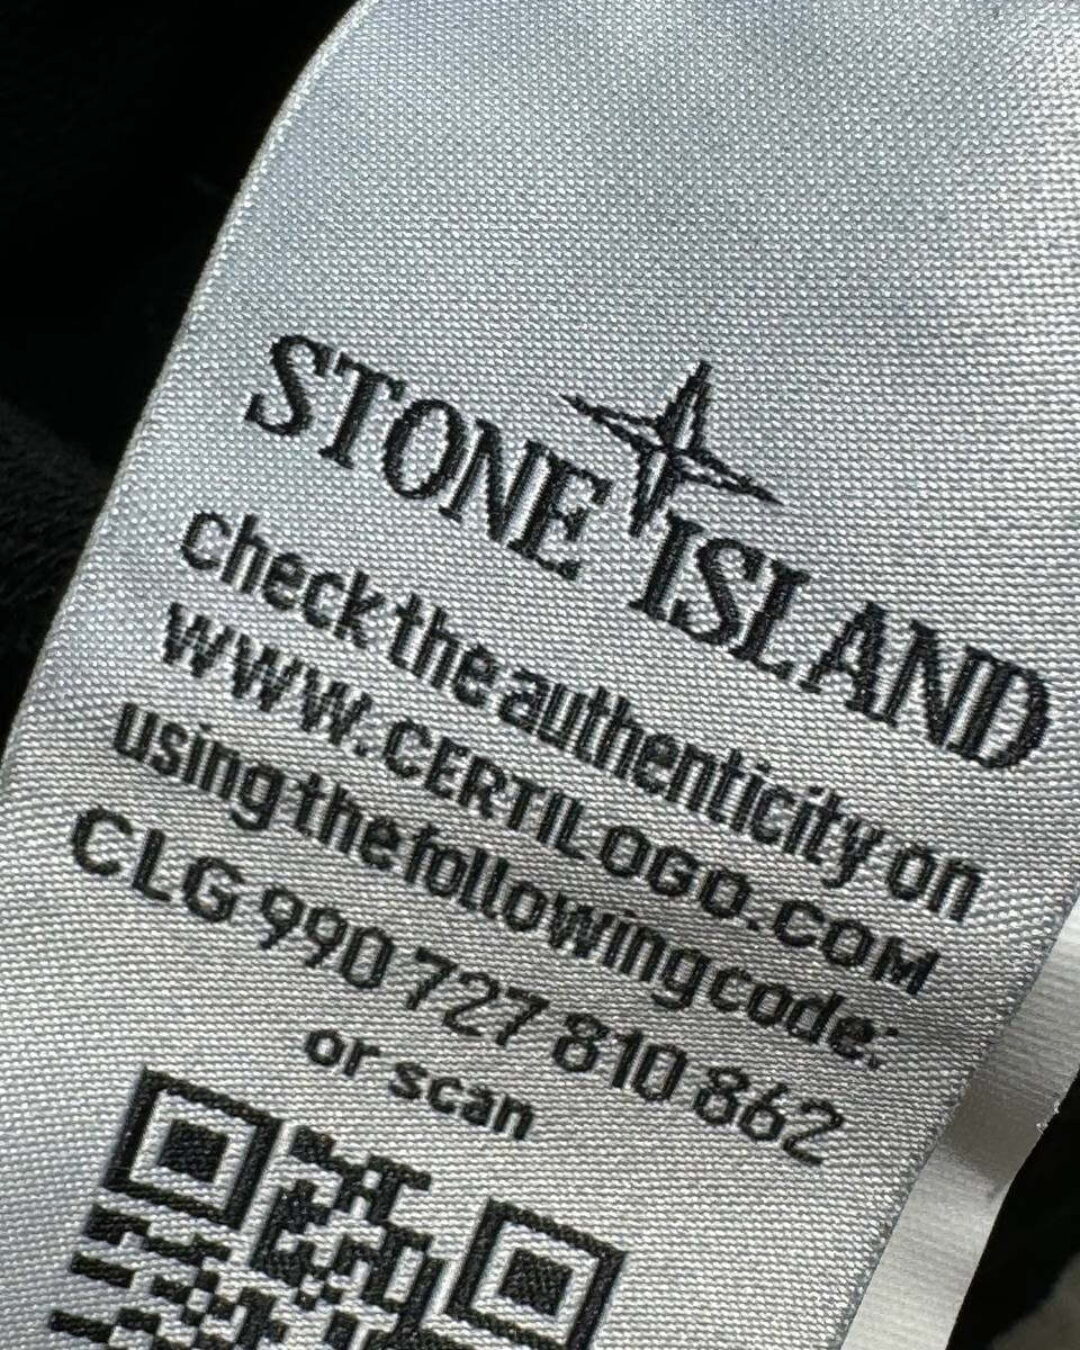 STONE ISLAND
check the authenticity on
WWW.CERTILOGO.COM
using the following code:
CLG 990 727 810 862
or scan